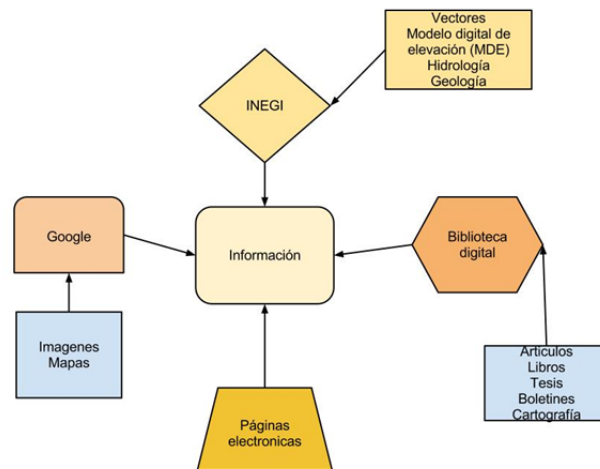 Vectores
Modelo digital de
elevación (MDE)
Hidrología
Geología
INEGI
Google
Información
Biblioteca
digital
Imagenes
Mapas
Articulos
Libros
Tesis
Boletines
Cartografía
Páginas
electronicas